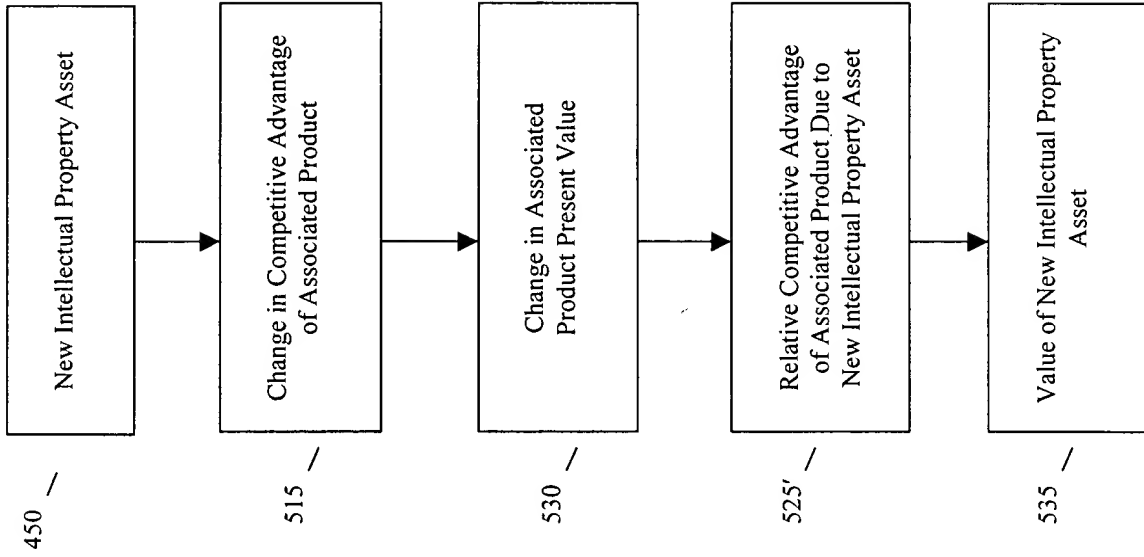 450
New Intellectual Property Asset
515
Change in Competitive Advantage
of Associated Product
530
Change in Associated
Product Present Value
525'
Relative Competitive Advantage
of Associated Product Due to
New Intellectual Property Asset
535
Value of New Intellectual Property
Asset